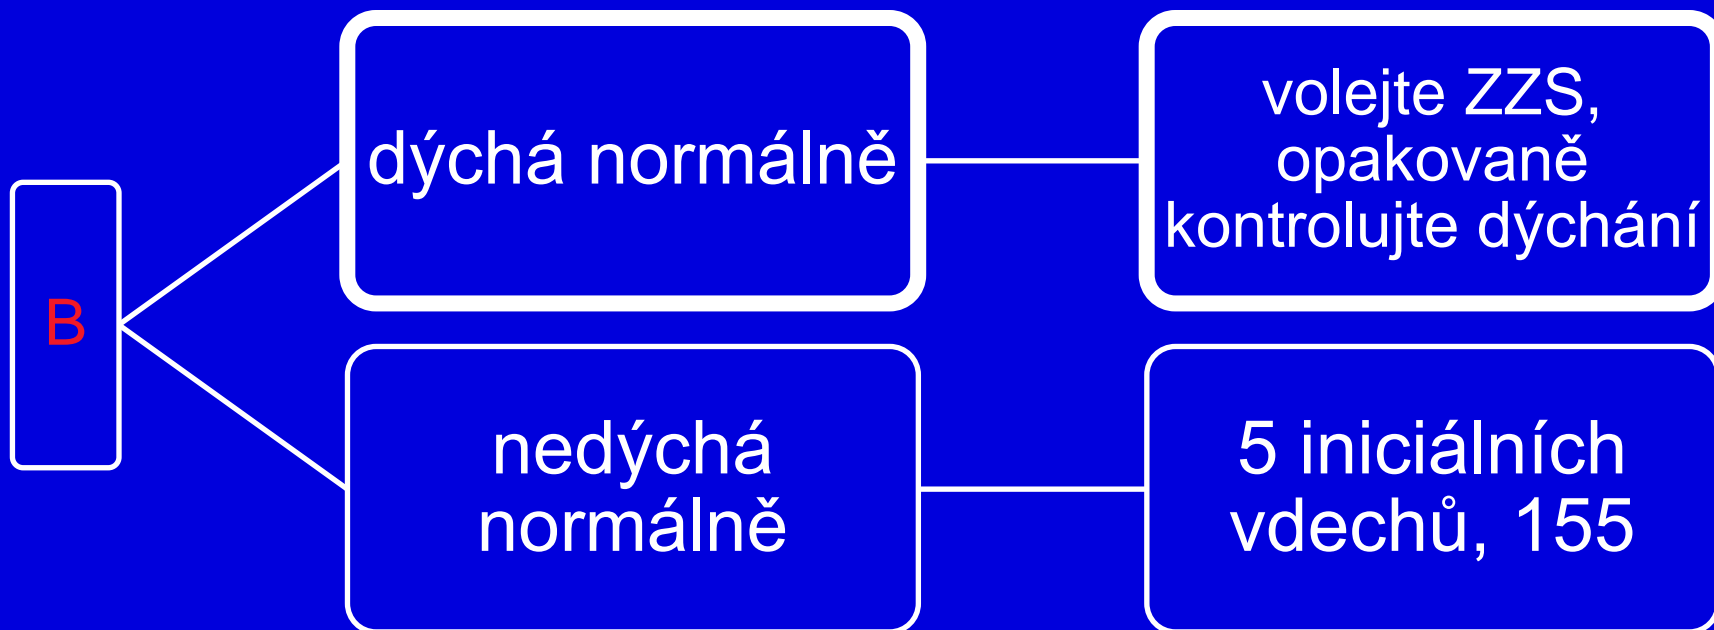 B
dýchá normálně
volejte ZZS,
opakovaně
kontrolujte dýchání
nedýchá
normálně
5 iniciálních
vdechů, 155